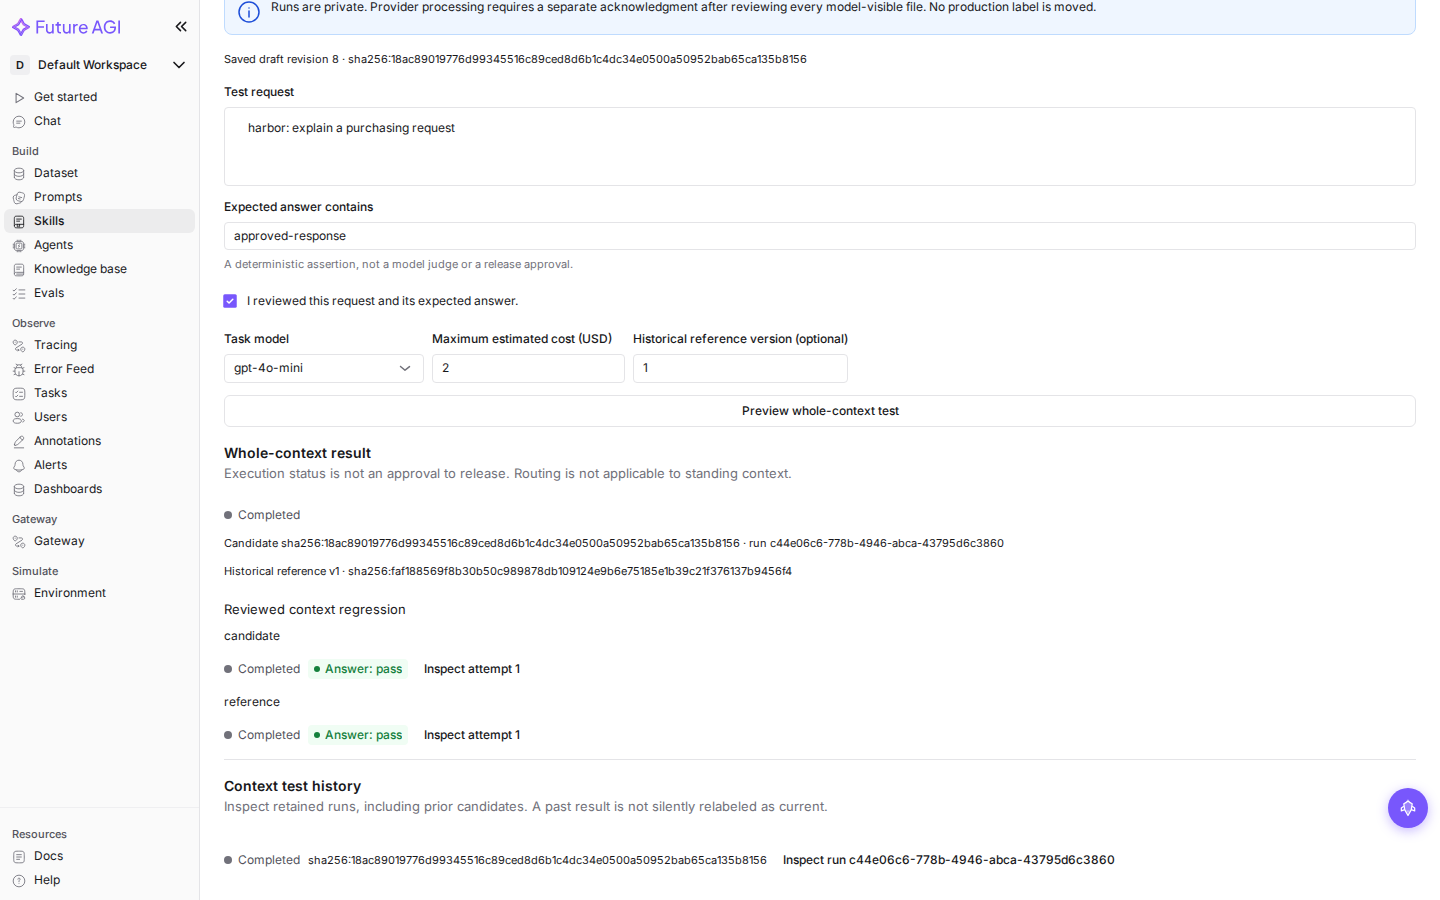 Future AGI
D Default Workspace
Get started
Chat
Build
Dataset
Prompts
Skills
Agents
Knowledge base
Evals
Observe
Tracing
Error Feed
Tasks
Users
Annotations
Alerts
Dashboards
Gateway
Gateway
Simulate
Environment
Resources
Docs
Help
Runs are private. Provider processing requires a separate acknowledgment after reviewing every model-visible file. No production label is moved.
Saved draft revision 8 · sha256:18ac89019776d99345516c89ced8d6b1c4dc34e0500a50952bab65ca135b8156
Test request
harbor: explain a purchasing request
Expected answer contains
approved-response
A deterministic assertion, not a model judge or a release approval.
I reviewed this request and its expected answer.
Task model
Maximum estimated cost (USD)
Historical reference version (optional)
gpt-4o-mini
2
1
Preview whole-context test
Whole-context result
Execution status is not an approval to release. Routing is not applicable to standing context.
Completed
Candidate sha256:18ac89019776d99345516c89ced8d6b1c4dc34e0500a50952bab65ca135b8156 · run c44e06c6-778b-4946-abca-43795d6c3860
Historical reference v1 · sha256:faf188569f8b30b50c989878db109124e9b6e75185e1b39c21f376137b9456f4
Reviewed context regression
candidate
Completed Answer: pass Inspect attempt 1
reference
Completed Answer: pass Inspect attempt 1
Context test history
Inspect retained runs, including prior candidates. A past result is not silently relabeled as current.
Completed sha256:18ac89019776d99345516c89ced8d6b1c4dc34e0500a50952bab65ca135b8156 Inspect run c44e06c6-778b-4946-abca-43795d6c3860